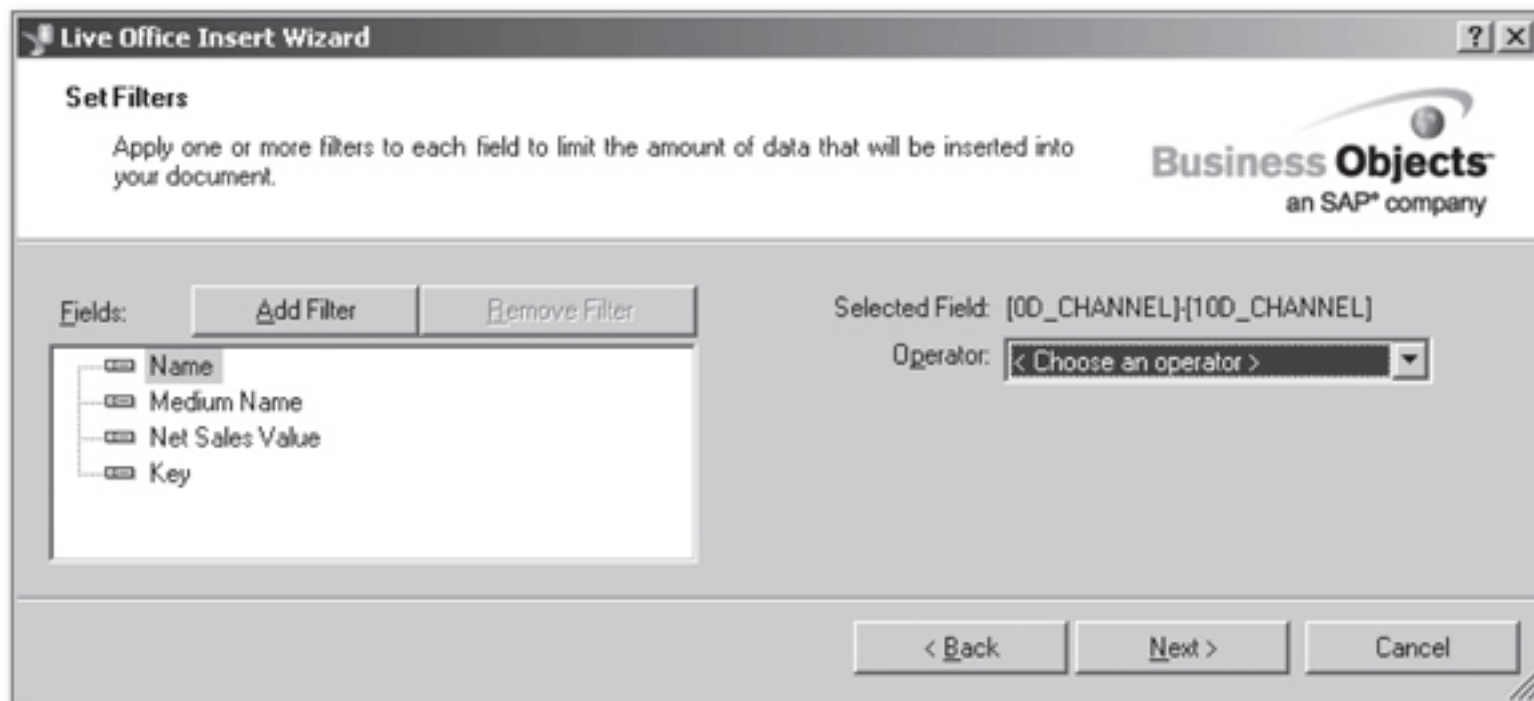 Live Office Insert Wizard
Set Filters
Apply one or more filters to each field to limit the amount of data that will be inserted into
your document.
Business Objects
an SAP® company
Fields:
Add Filter
Remove Filter
Name
Medium Name
Net Sales Value
Key
Selected Field: [0D_CHANNEL]-[10D_CHANNEL]
Operator: < Choose an operator >
< Back
Next >
Cancel